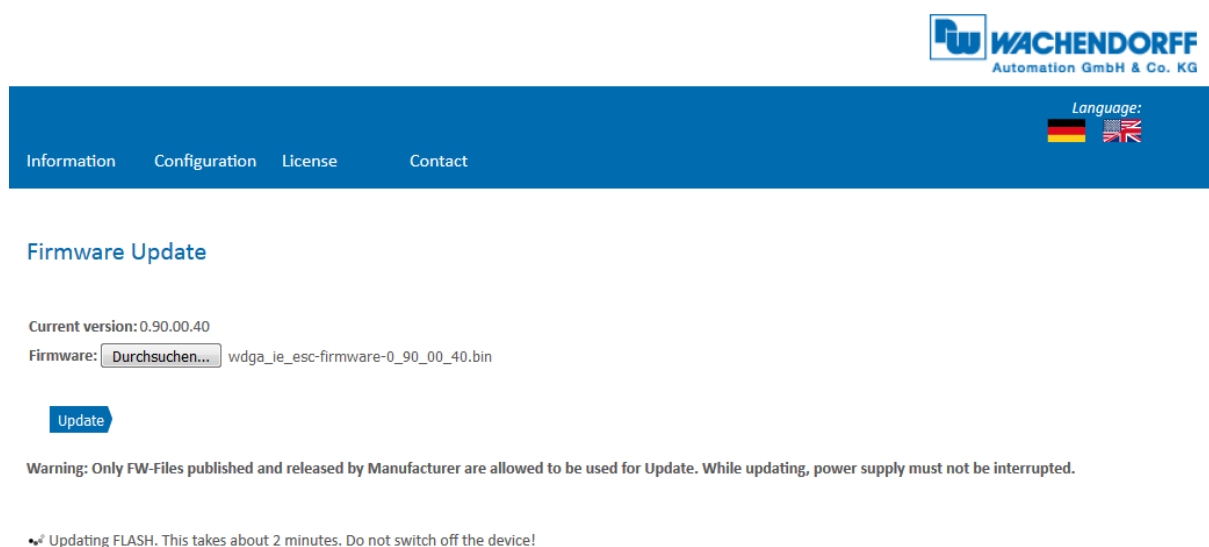 WACHENDORFF
Automation GmbH & Co. KG
Language:
Information Configuration License Contact
Firmware Update
Current version: 0.90.00.40
Firmware: Durchsuchen... wdga_ie_esc-firmware-0_90_00_40.bin
Update
Warning: Only FW-Files published and released by Manufacturer are allowed to be used for Update. While updating, power supply must not be interrupted.
Updating FLASH. This takes about 2 minutes. Do not switch off the device!